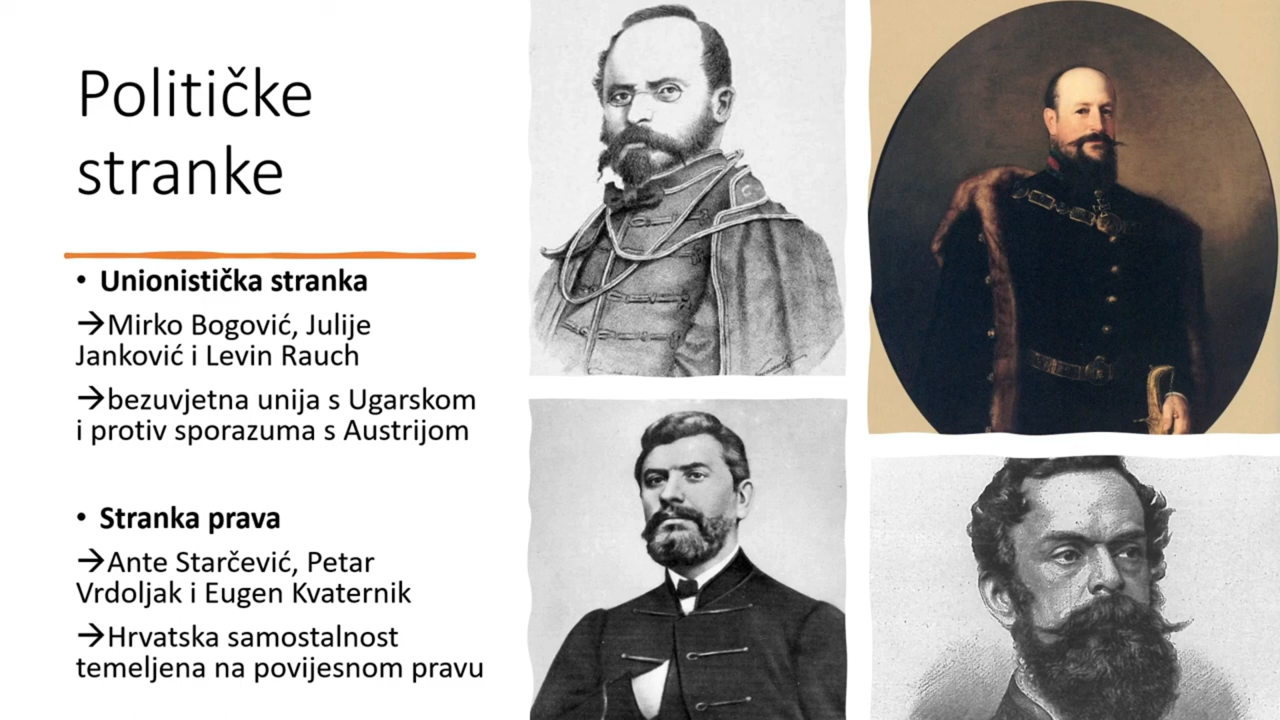 Političke
stranke
• Unionistička stranka
→Mirko Bogović, Julije
Janković i Levin Rauch
→bezuvjetna unija s Ugarskom
i protiv sporazuma s Austrijom
• Stranka prava
→Ante Starčević, Petar
Vrdoljak i Eugen Kvaternik
→Hrvatska samostalnost
temeljena na povijesnom pravu